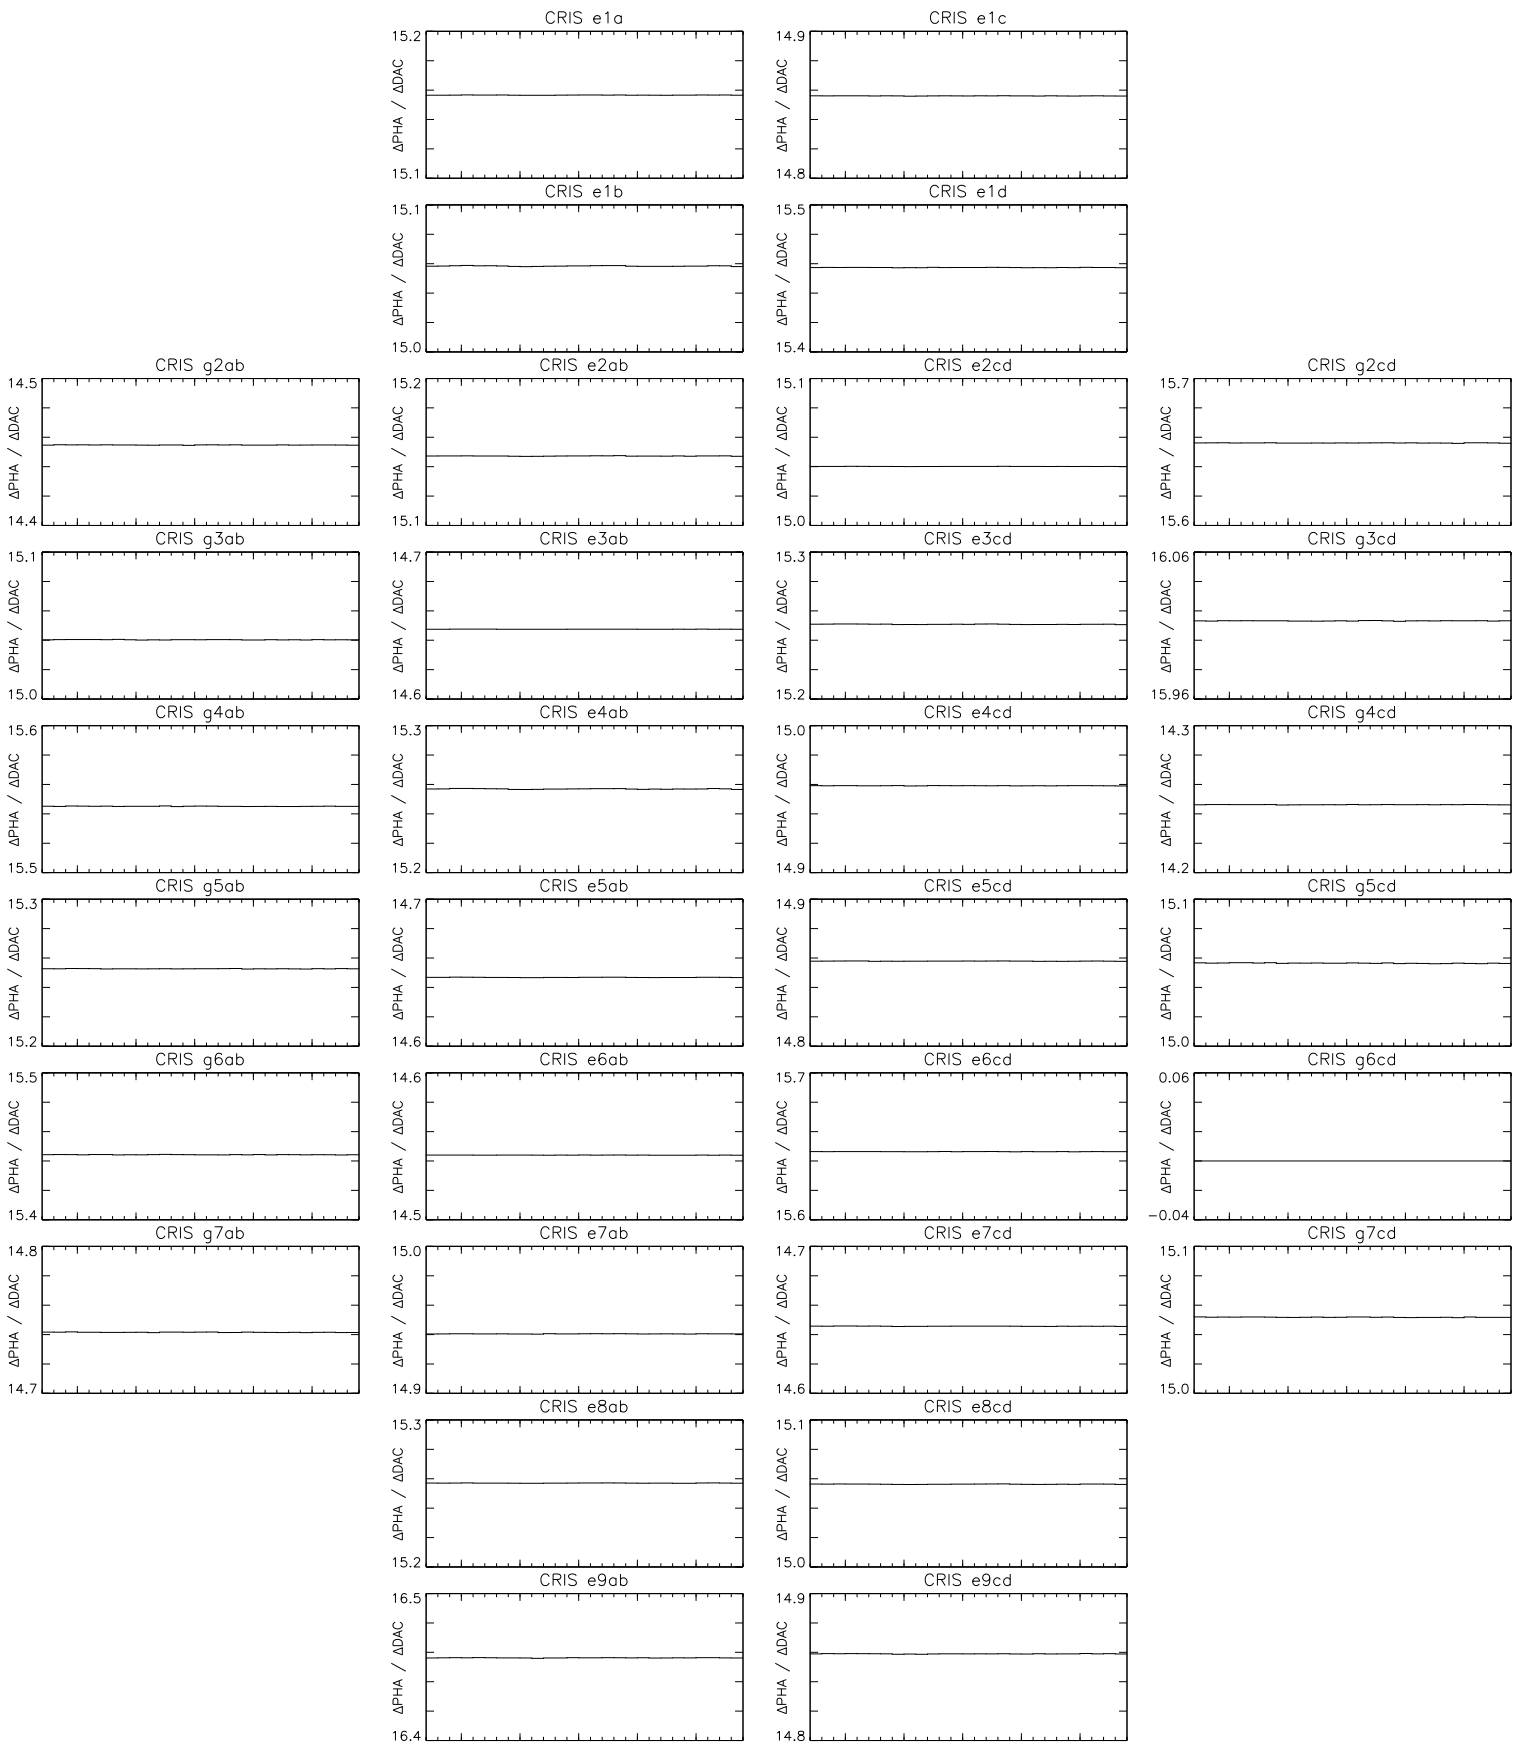 CRIS e1a
15.2
ΔPHA / ΔDAC
15.1
CRIS e1c
14.9
ΔPHA / ΔDAC
14.8
CRIS e1b
15.1
ΔPHA / ΔDAC
15.0
CRIS e1d
15.5
ΔPHA / ΔDAC
15.4
CRIS g2ab
14.5
ΔPHA / ΔDAC
14.4
CRIS e2ab
15.2
ΔPHA / ΔDAC
15.1
CRIS e2cd
15.1
ΔPHA / ΔDAC
15.0
CRIS g2cd
15.7
ΔPHA / ΔDAC
15.6
CRIS g3ab
15.1
ΔPHA / ΔDAC
15.0
CRIS e3ab
14.7
ΔPHA / ΔDAC
14.6
CRIS e3cd
15.3
ΔPHA / ΔDAC
15.2
CRIS g3cd
16.06
ΔPHA / ΔDAC
15.96
CRIS g4ab
15.6
ΔPHA / ΔDAC
15.5
CRIS e4ab
15.3
ΔPHA / ΔDAC
15.2
CRIS e4cd
15.0
ΔPHA / ΔDAC
14.9
CRIS g4cd
14.3
ΔPHA / ΔDAC
14.2
CRIS g5ab
15.3
ΔPHA / ΔDAC
15.2
CRIS e5ab
14.7
ΔPHA / ΔDAC
14.6
CRIS e5cd
14.9
ΔPHA / ΔDAC
14.8
CRIS g5cd
15.1
ΔPHA / ΔDAC
15.0
CRIS g6ab
15.5
ΔPHA / ΔDAC
15.4
CRIS e6ab
14.6
ΔPHA / ΔDAC
14.5
CRIS e6cd
15.7
ΔPHA / ΔDAC
15.6
CRIS g6cd
0.06
ΔPHA / ΔDAC
−0.04
CRIS g7ab
14.8
ΔPHA / ΔDAC
14.7
CRIS e7ab
15.0
ΔPHA / ΔDAC
14.9
CRIS e7cd
14.7
ΔPHA / ΔDAC
14.6
CRIS g7cd
15.1
ΔPHA / ΔDAC
15.0
CRIS e8ab
15.3
ΔPHA / ΔDAC
15.2
CRIS e8cd
15.1
ΔPHA / ΔDAC
15.0
CRIS e9ab
16.5
ΔPHA / ΔDAC
16.4
CRIS e9cd
14.9
ΔPHA / ΔDAC
14.8